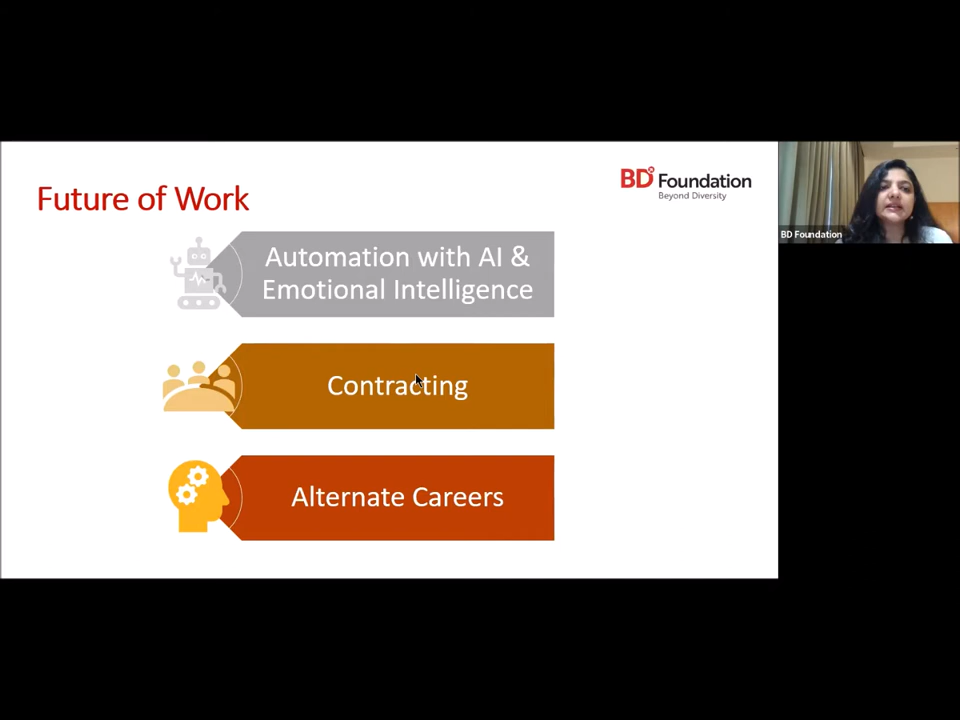 Future of Work
BD Foundation
Beyond Diversity
Automation with AI &
Emotional Intelligence
Contracting
Alternate Careers
BD Foundation